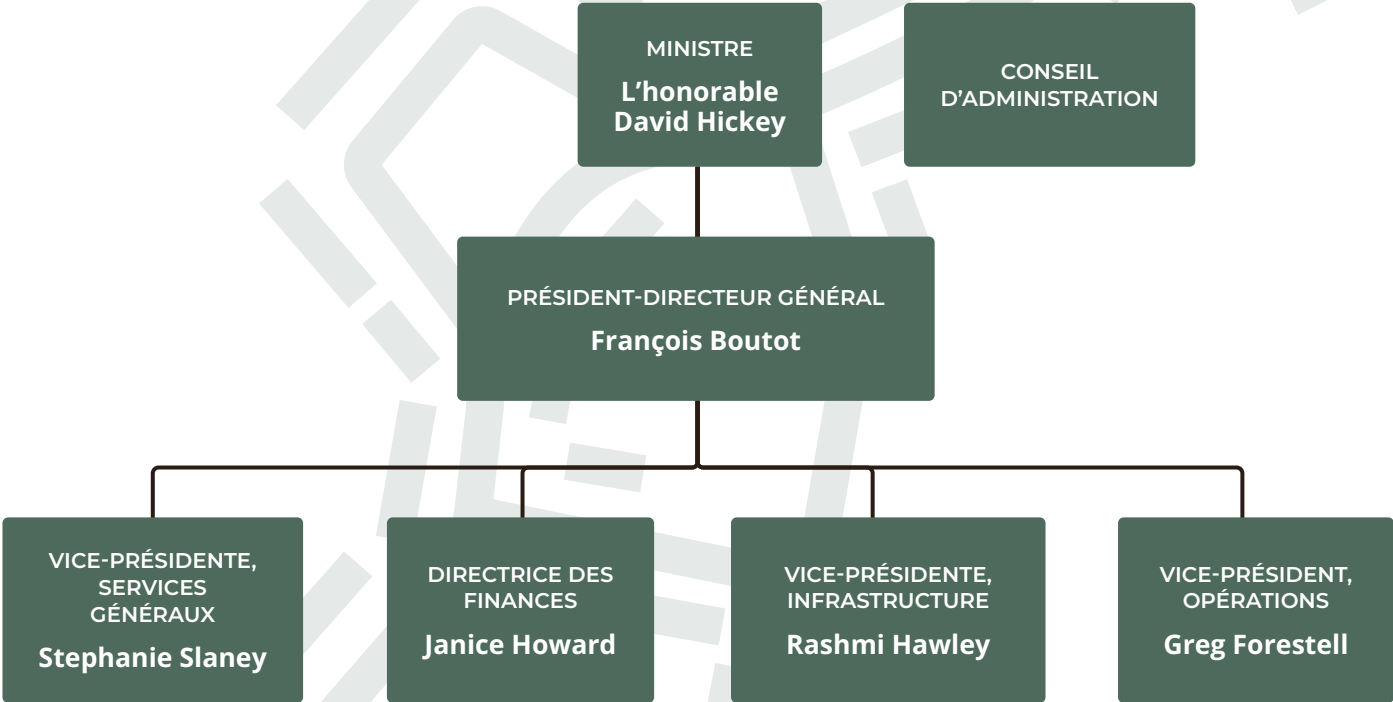 MINISTRE
L’honorable
David Hickey
CONSEIL
D’ADMINISTRATION
PRÉSIDENT-DIRECTEUR GÉNÉRAL
François Boutot
VICE-PRÉSIDENTE,
SERVICES
GÉNÉRAUX
Stephanie Slaney
DIRECTRICE DES
FINANCES
Janice Howard
VICE-PRÉSIDENTE,
INFRASTRUCTURE
Rashmi Hawley
VICE-PRÉSIDENT,
OPÉRATIONS
Greg Forestell